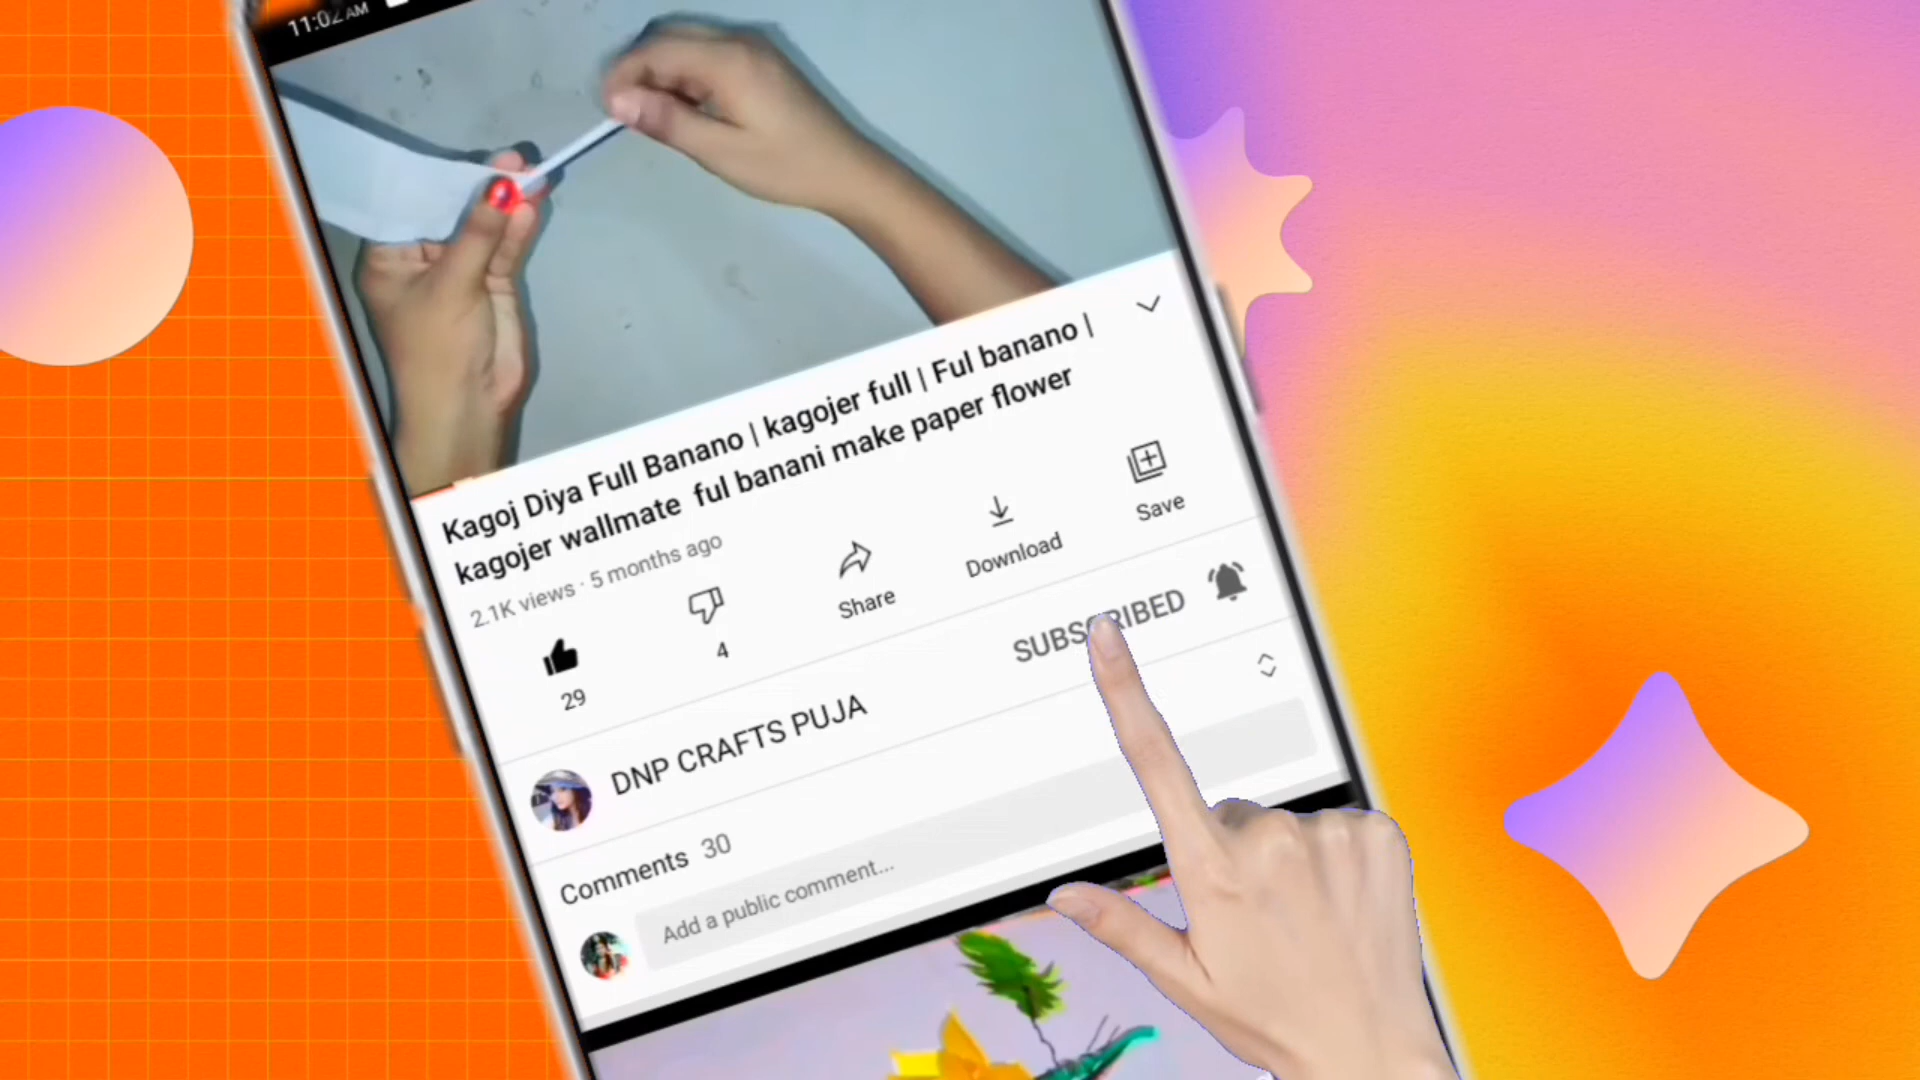 11:02 AM
Kagoj Diya Full Banano | kagojer full | Ful banano |
kagojer wallmate ful banani make paper flower
2.1K views · 5 months ago
29
4
Share
Download
Save
DNP CRAFTS PUJA
SUBSCRIBED
Comments 30
Add a public comment...